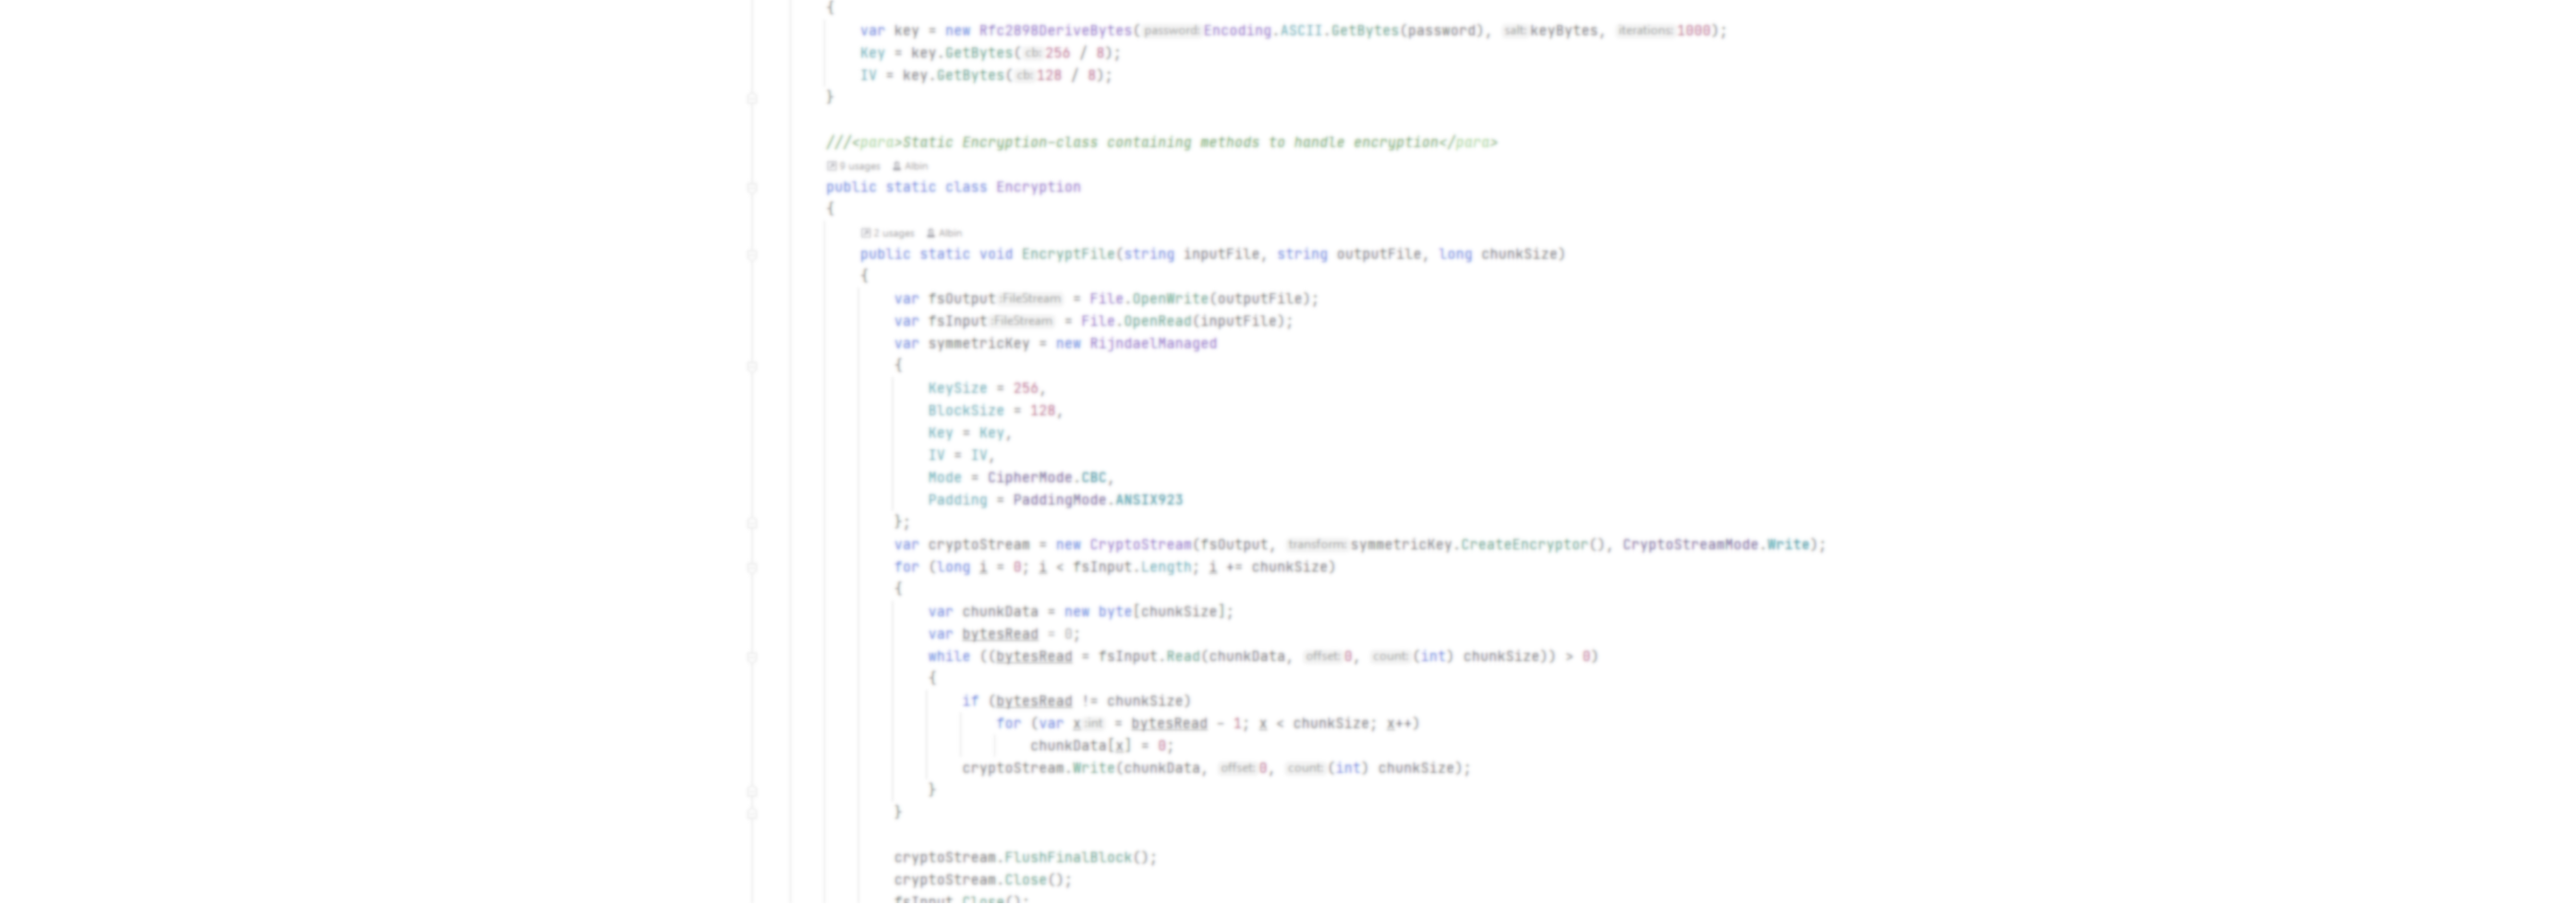 {
var key = new Rfc2898DeriveBytes(password:Encoding.ASCII.GetBytes(password), salt:keyBytes, iterations:1000);
Key = key.GetBytes(cb:256 / 8);
IV = key.GetBytes(cb:128 / 8);
}
///<para>Static Encryption-class containing methods to handle encryption</para>
9 usages Albin
public static class Encryption
{
2 usages Albin
public static void EncryptFile(string inputFile, string outputFile, long chunkSize)
{
var fsOutput:FileStream = File.OpenWrite(outputFile);
var fsInput:FileStream = File.OpenRead(inputFile);
var symmetricKey = new RijndaelManaged
{
KeySize = 256,
BlockSize = 128,
Key = Key,
IV = IV,
Mode = CipherMode.CBC,
Padding = PaddingMode.ANSIX923
};
var cryptoStream = new CryptoStream(fsOutput, transform:symmetricKey.CreateEncryptor(), CryptoStreamMode.Write);
for (long i = 0; i < fsInput.Length; i += chunkSize)
{
var chunkData = new byte[chunkSize];
var bytesRead = 0;
while ((bytesRead = fsInput.Read(chunkData, offset:0, count:(int) chunkSize)) > 0)
{
if (bytesRead != chunkSize)
for (var x:int = bytesRead - 1; x < chunkSize; x++)
chunkData[x] = 0;
cryptoStream.Write(chunkData, offset:0, count:(int) chunkSize);
}
}
cryptoStream.FlushFinalBlock();
cryptoStream.Close();
fsInput.Close();